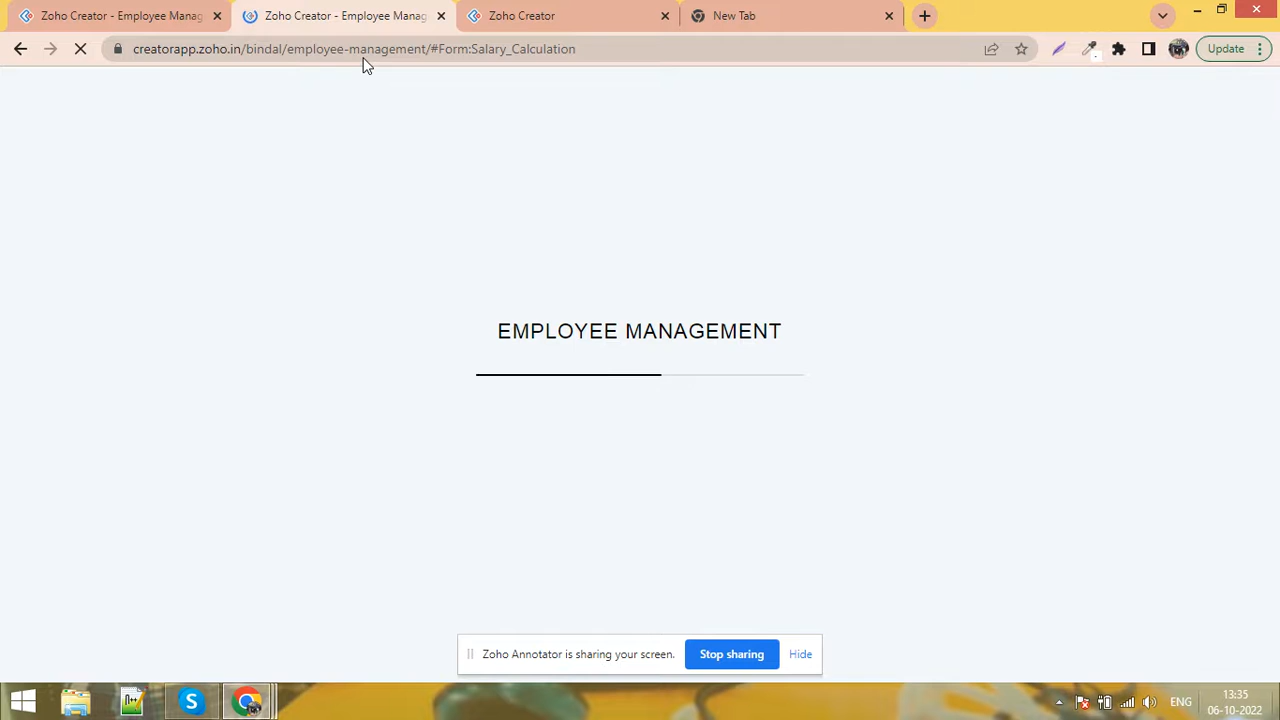 Zoho Creator - Employee Manag
Zoho Creator - Employee Manag
Zoho Creator
New Tab
creatorapp.zoho.in/bindal/employee-management/#Form:Salary_Calculation
Update
EMPLOYEE MANAGEMENT
Zoho Annotator is sharing your screen.
Stop sharing
Hide
ENG
13:35
06-10-2022